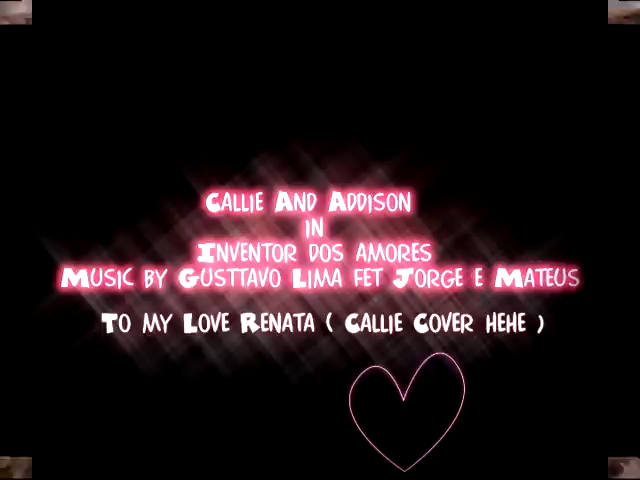 Callie And Addison
in
Inventor dos amores
Music by Gusttavo Lima fet Jorge e Mateus
To my Love Renata ( Callie Cover hehe )